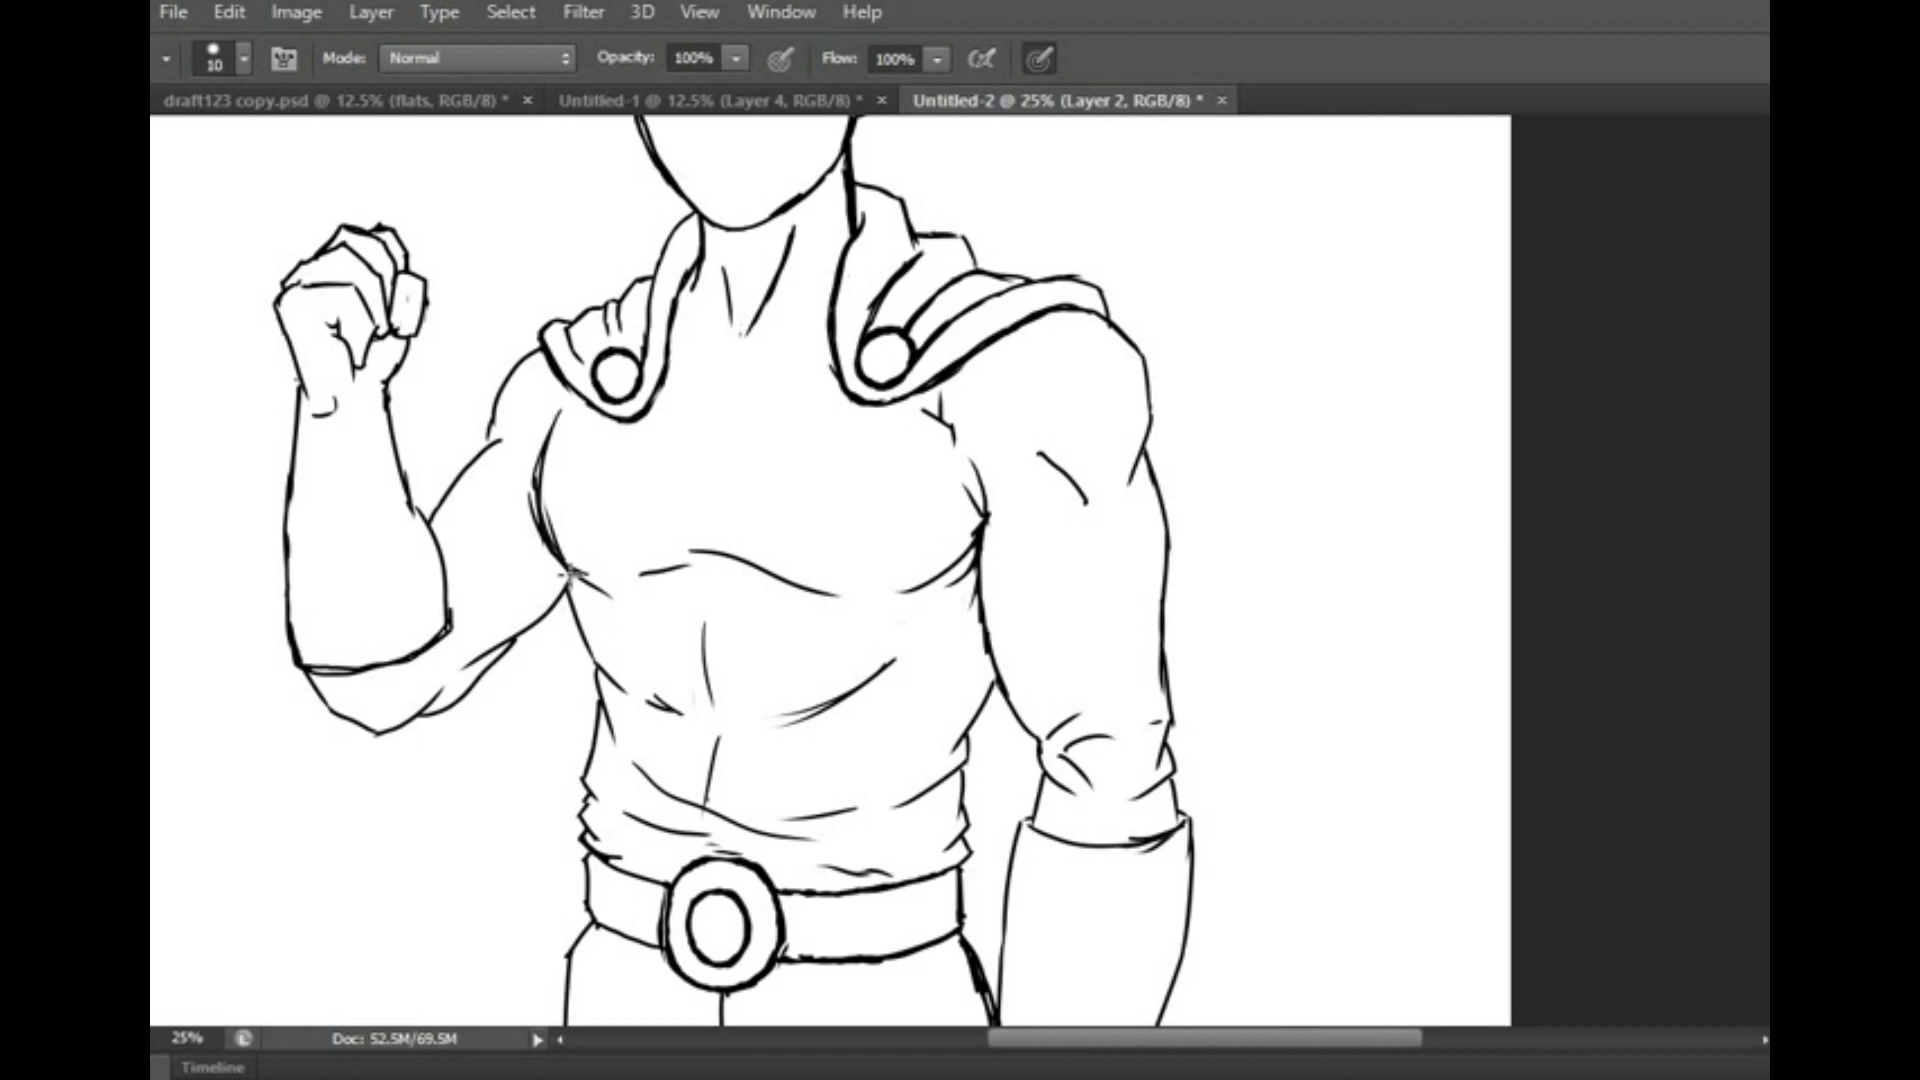 File Edit Image Layer Type Select Filter 3D View Window Help
10 Mode: Normal Opacity: 100% Flow: 100%
draft123 copy.psd @ 12.5% (flats, RGB/8) * × Untitled-1 @ 12.5% (Layer 4, RGB/8) * × Untitled-2 @ 25% (Layer 2, RGB/8) * ×
25% Doc: 52.5M/69.5M
Timeline